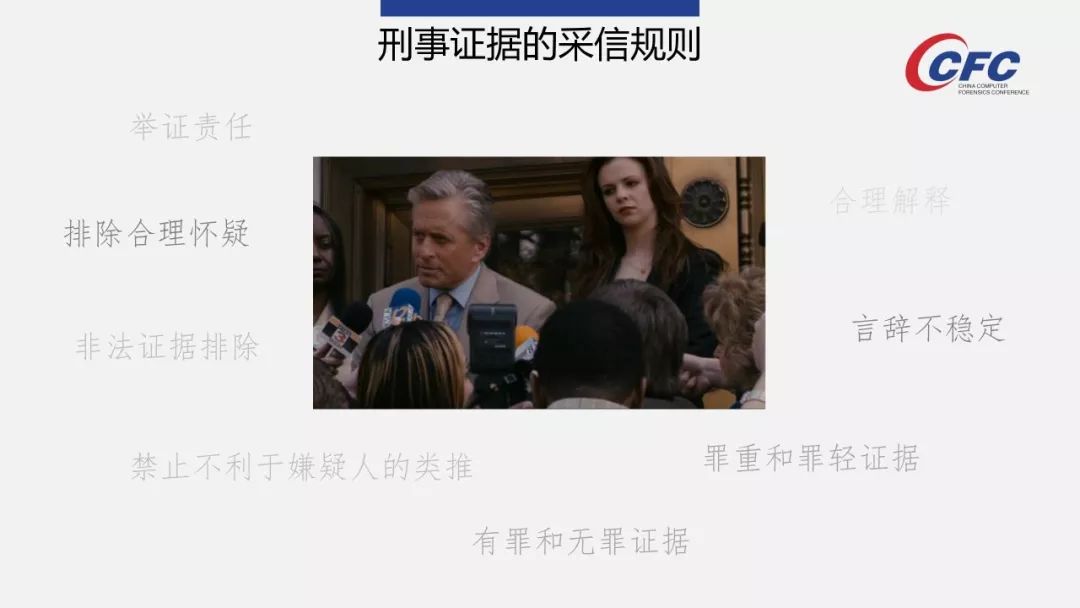 刑事证据的采信规则
CCFC
CHINA COMPUTER
FORENSICS CONFERENCE
举证责任
合理解释
排除合理怀疑
言辞不稳定
非法证据排除
禁止不利于嫌疑人的类推
罪重和罪轻证据
有罪和无罪证据